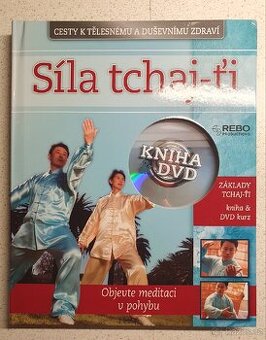 CESTY K TĚLESNÉMU A DUŠEVNÍMU ZDRAVÍ
Síla tchaj-ťi
REBO
PRODUCTIONS
KNIHA
DVD
ZÁKLADY
TCHAJ-ŤI
kniha &
DVD kurz
Objevte meditaci
v pohybu